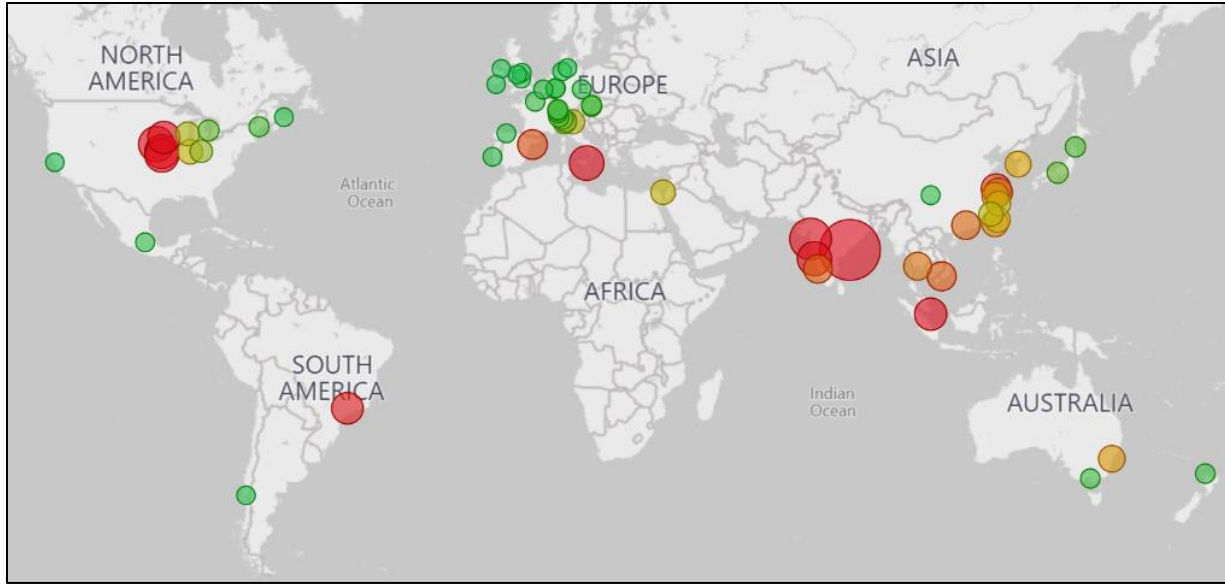 NORTH
AMERICA
ASIA
EUROPE
Atlantic
Ocean
AFRICA
SOUTH
AMERICA
Indian
Ocean
AUSTRALIA